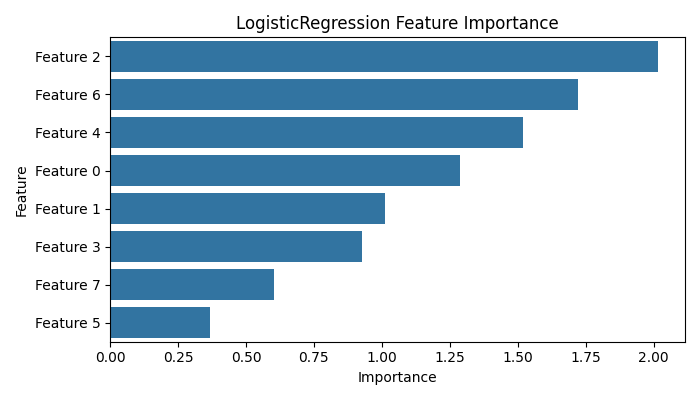 LogisticRegression Feature Importance
Feature 2
Feature 6
Feature 4
Feature 0
Feature 1
Feature 3
Feature 7
Feature 5
Feature
0.00 0.25 0.50 0.75 1.00 1.25 1.50 1.75 2.00
Importance